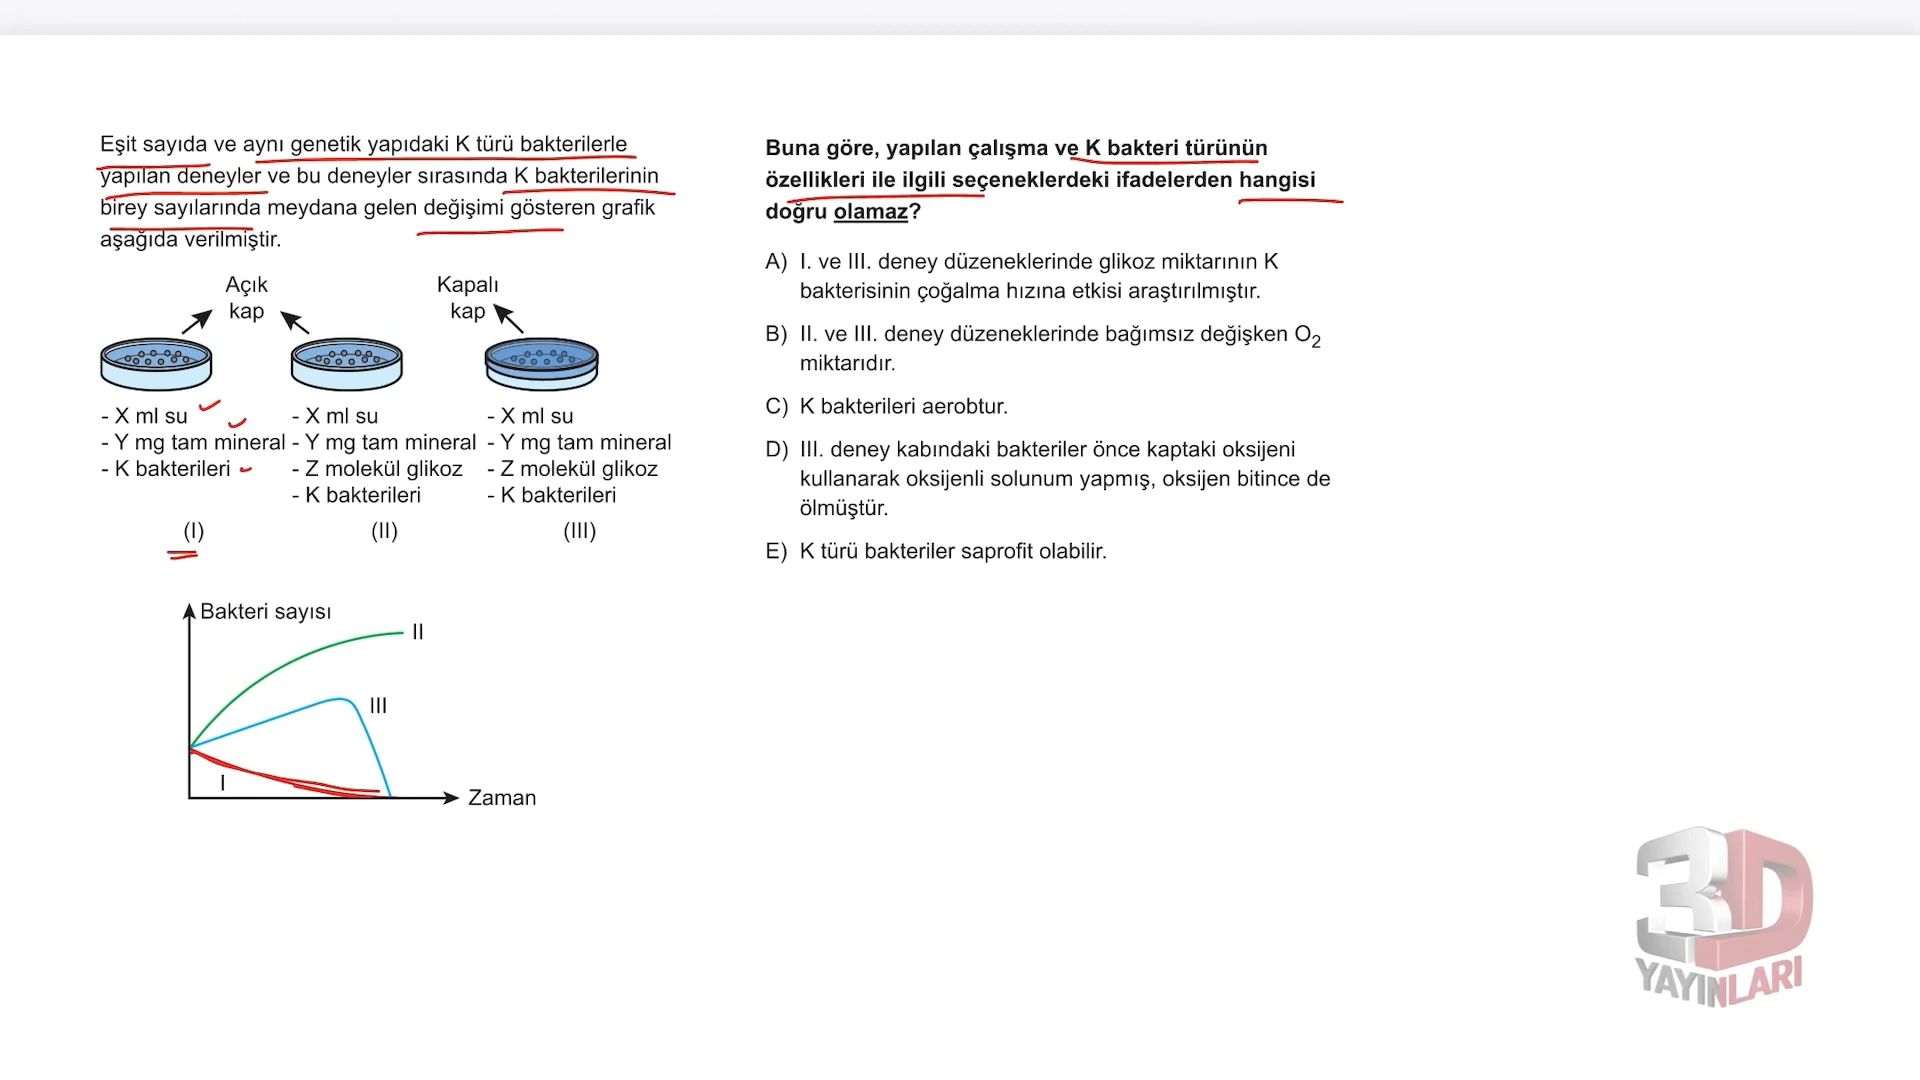 Eşit sayıda ve aynı genetik yapıdaki K türü bakterilerle
yapılan deneyler ve bu deneyler sırasında K bakterilerinin
birey sayılarında meydana gelen değişimi gösteren grafik
aşağıda verilmiştir.
Açık
kap
Kapalı
kap
- X ml su
- Y mg tam mineral
- K bakterileri
(I)
- X ml su
- Y mg tam mineral
- Z molekül glikoz
- K bakterileri
(II)
- X ml su
- Y mg tam mineral
- Z molekül glikoz
- K bakterileri
(III)
Bakteri sayısı
II
III
I
Zaman
Buna göre, yapılan çalışma ve K bakteri türünün
özellikleri ile ilgili seçeneklerdeki ifadelerden hangisi
doğru olamaz?
A) I. ve III. deney düzeneklerinde glikoz miktarının K
bakterisinin çoğalma hızına etkisi araştırılmıştır.
B) II. ve III. deney düzeneklerinde bağımsız değişken O₂
miktarıdır.
C) K bakterileri aerobtur.
D) III. deney kabındaki bakteriler önce kaptaki oksijeni
kullanarak oksijenli solunum yapmış, oksijen bitince de
ölmüştür.
E) K türü bakteriler saprofit olabilir.
3D
YAYINLARI